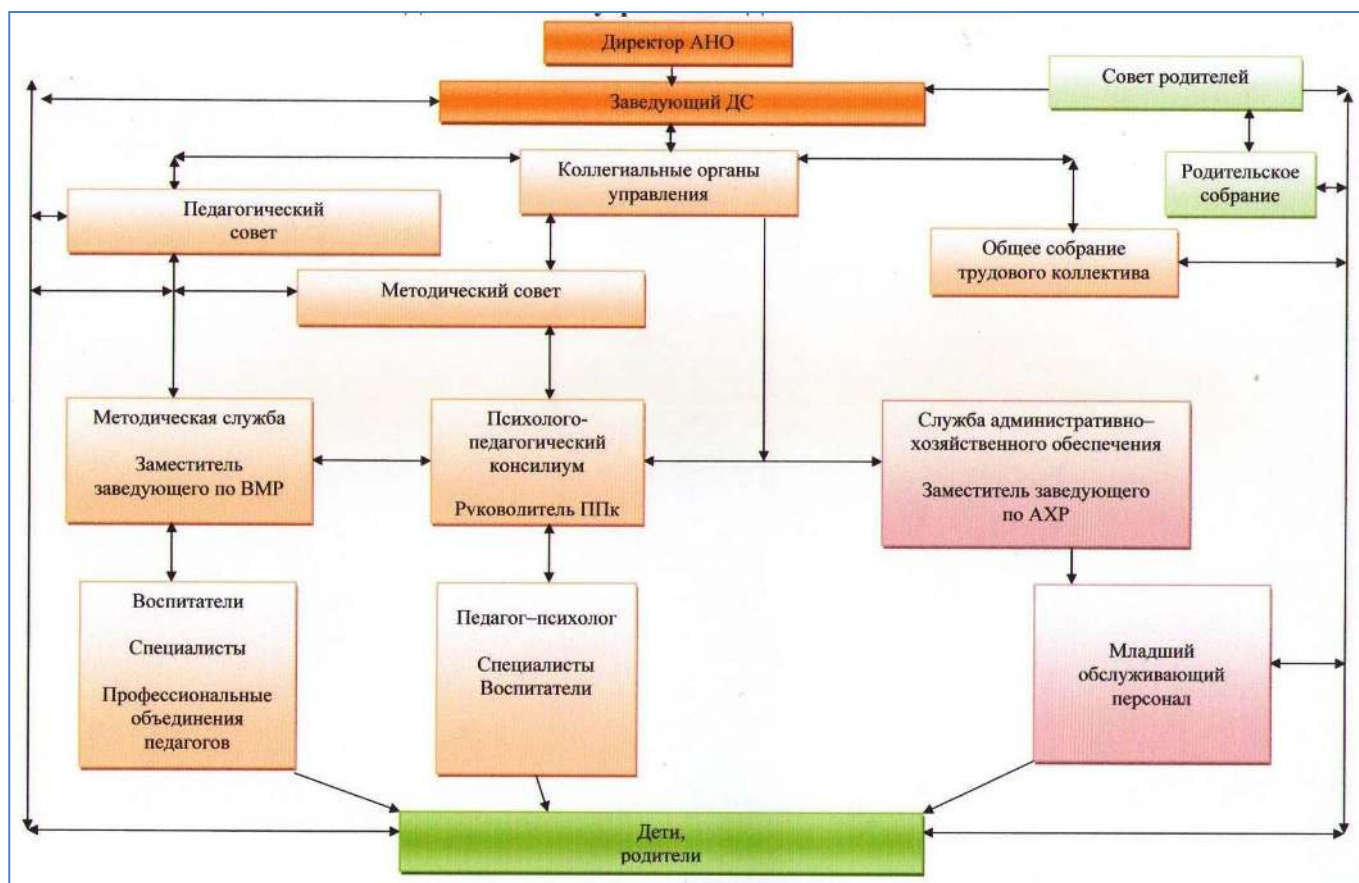 Директор АНО
Заведующий ДС
Совет родителей
Коллегиальные органы
управления
Родительское
собрание
Педагогический
совет
Общее собрание
трудового коллектива
Методический совет
Методическая служба
Заместитель
заведующего по ВМР
Психолого-
педагогический
консилиум
Руководитель ППк
Служба административно–
хозяйственного обеспечения
Заместитель заведующего
по АХР
Воспитатели
Специалисты
Профессиональные
объединения
педагогов
Педагог–психолог
Специалисты
Воспитатели
Младший
обслуживающий
персонал
Дети,
родители